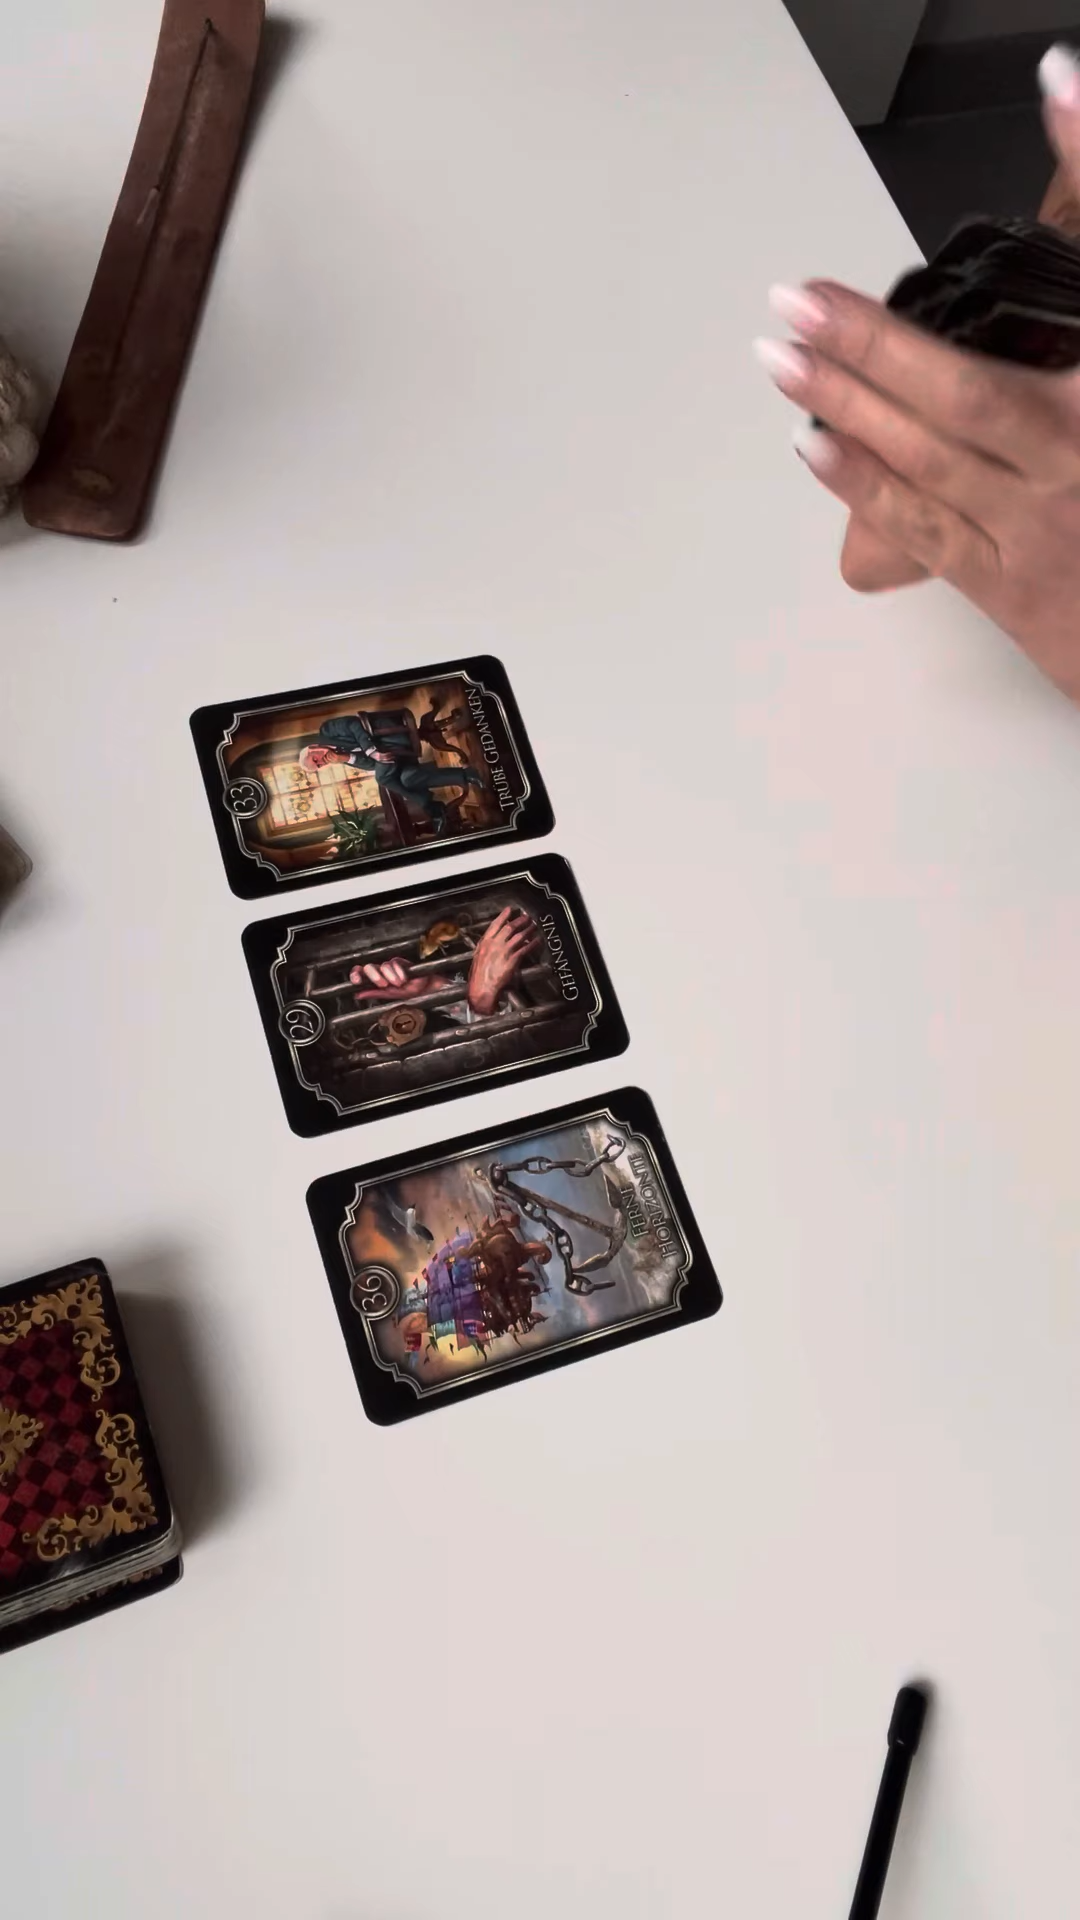 33
TRÜBE GEDANKEN
29
GEFÄNGNIS
36
FERNE
HORIZONTE